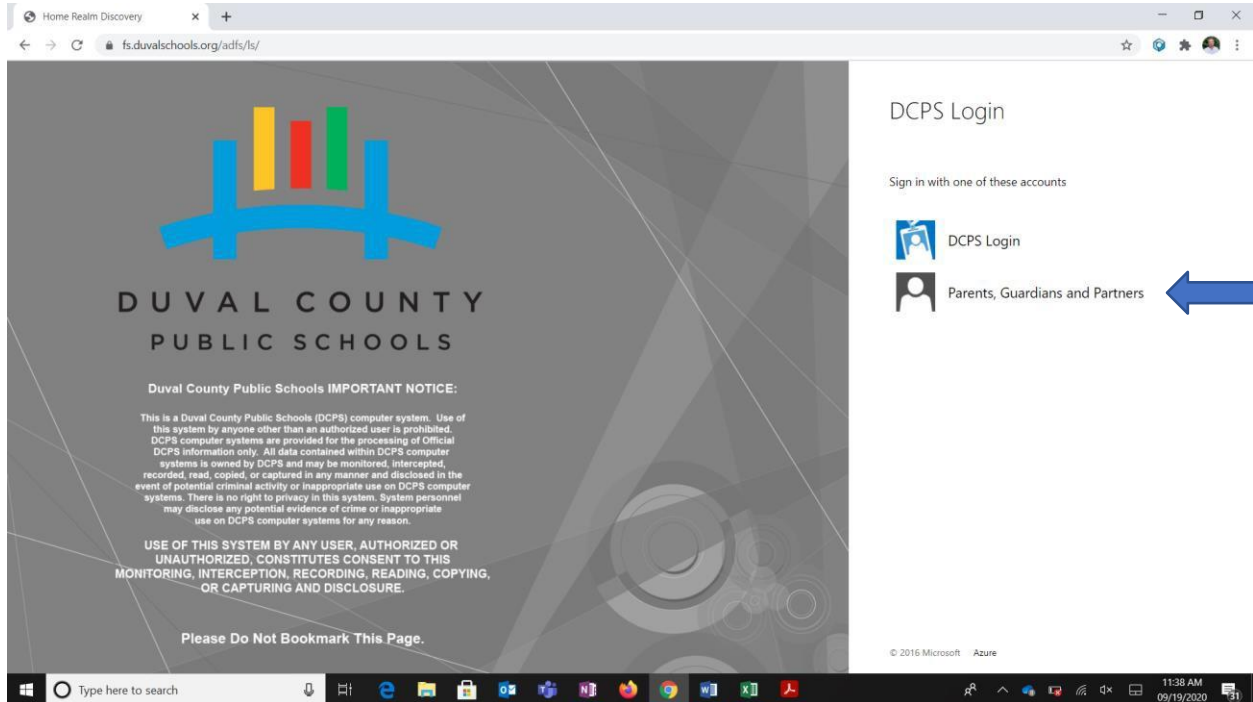 Home Realm Discovery
fs.duvalschools.org/adfs/ls/
DUVAL COUNTY
PUBLIC SCHOOLS
Duval County Public Schools IMPORTANT NOTICE:
This is a Duval County Public Schools (DCPS) computer system. Use of
this system by anyone other than an authorized user is prohibited.
DCPS computer systems are provided for the processing of Official
DCPS information only. All data contained within DCPS computer
systems is owned by DCPS and may be monitored, intercepted,
recorded, read, copied, or captured in any manner and disclosed in the
event of potential criminal activity or inappropriate use on DCPS computer
systems. There is no right to privacy in this system. System personnel
may disclose any potential evidence of crime or inappropriate
use on DCPS computer systems for any reason.
USE OF THIS SYSTEM BY ANY USER, AUTHORIZED OR
UNAUTHORIZED, CONSTITUTES CONSENT TO THIS
MONITORING, INTERCEPTION, RECORDING, READING, COPYING,
OR CAPTURING AND DISCLOSURE.
Please Do Not Bookmark This Page.
DCPS Login
Sign in with one of these accounts
DCPS Login
Parents, Guardians and Partners
© 2016 Microsoft Azure
Type here to search
11:38 AM
09/19/2020
31